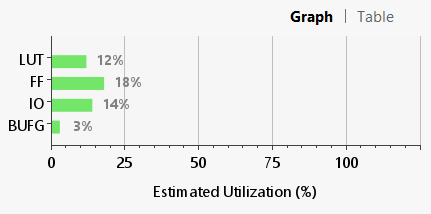 Graph | Table
LUT 12%
FF 18%
IO 14%
BUFG 3%
0 25 50 75 100
Estimated Utilization (%)